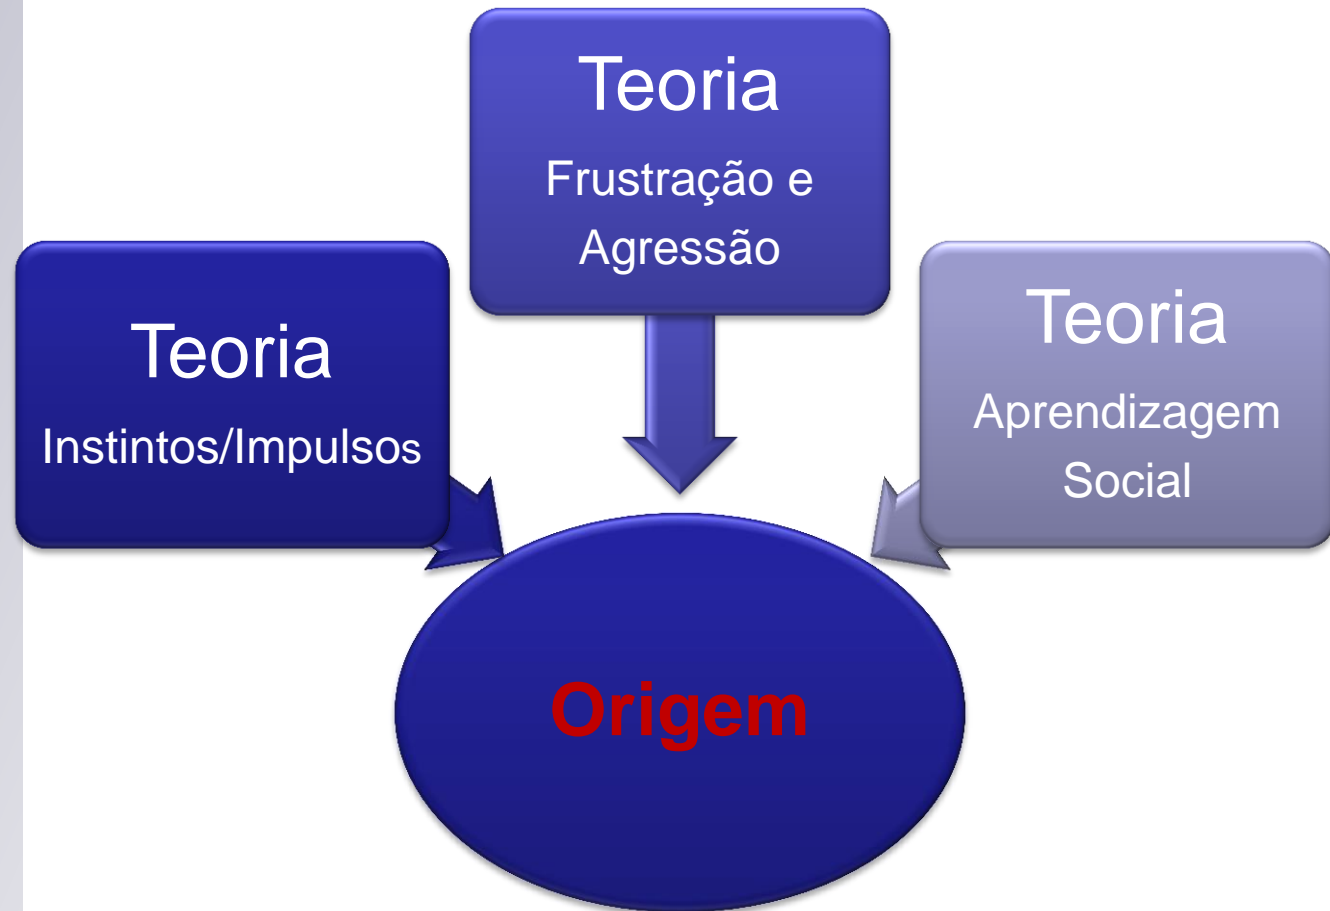 Teoria
Instintos/Impulsos
Teoria
Frustração e
Agressão
Teoria
Aprendizagem
Social
Origem